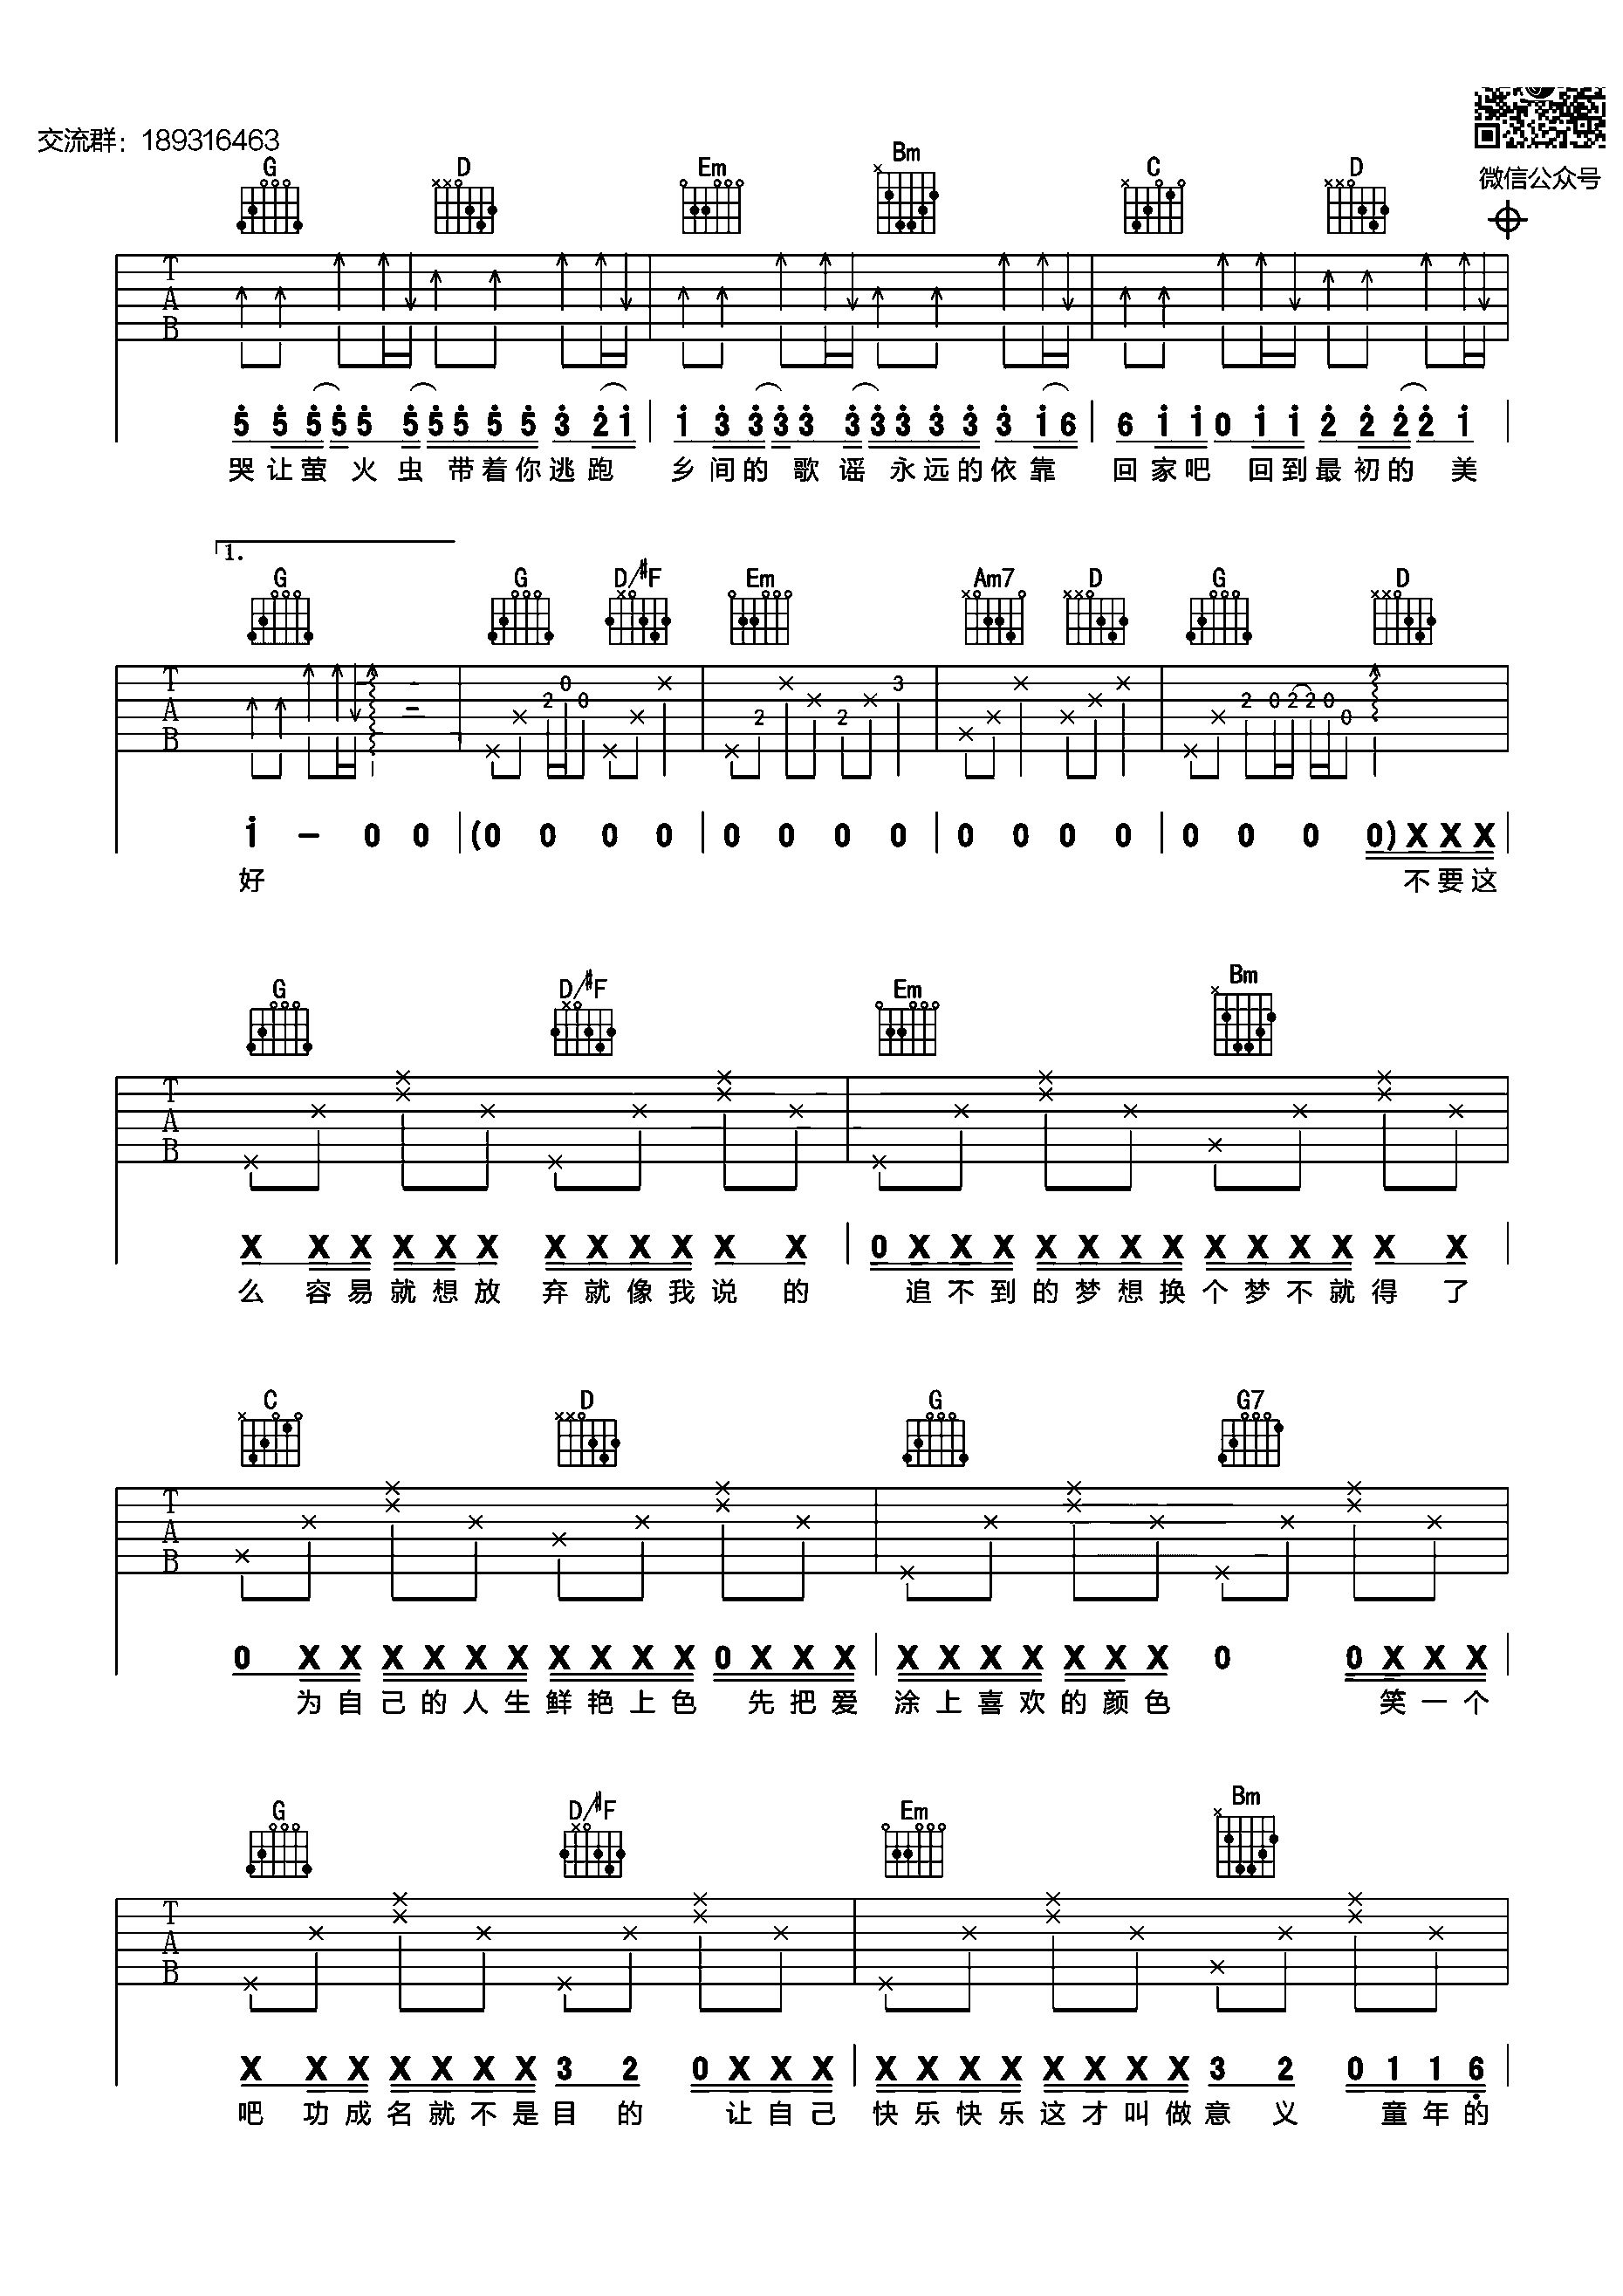 交流群：189316463
微信公众号
G D Em Bm C D
T
A
B
5 5 5 5 5 5 5 5 5 5 3 2 1 | 1 3 3 3 3 3 3 3 3 3 3 1 6 | 6 1 1 0 1 1 2 2 2 2 1 |
哭让萤火虫带着你逃跑 乡间的歌谣永远的依靠 回家吧 回到最初的 美
1.
G G D/#F Em Am7 D G D
T
A
B
2 0 0 2 2 3 2 0 2 2 0 0
1 - 0 0 | (0 0 0 0 | 0 0 0 0 | 0 0 0 0 | 0 0 0 0) X X X |
好 不要这
G D/#F Em Bm
T
A
B
X X X X X X X X X X X X | 0 X X X X X X X X X X X X X |
么容易就想放弃就像我说的 追不到的梦想换个梦不就得了
C D G G7
T
A
B
0 X X X X X X X X X X 0 X X X | X X X X X X X 0 0 X X X |
为自己的人生鲜艳上色 先把爱 涂上喜欢的颜色 笑一个
G D/#F Em Bm
T
A
B
X X X X X X X 3 2 0 X X X | X X X X X X X X 3 2 0 1 1 6 |
吧 功成名就不是目的 让自己 快乐快乐这才叫做意义 童年的